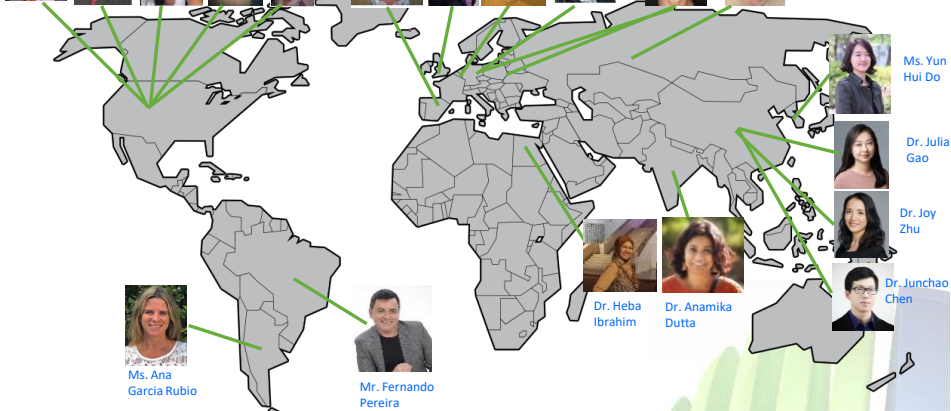 Ms. Yun
Hui Do
Dr. Julia
Gao
Dr. Joy
Zhu
Dr. Junchao
Chen
Dr. Heba
Ibrahim
Dr. Anamika
Dutta
Ms. Ana
Garcia Rubio
Mr. Fernando
Pereira